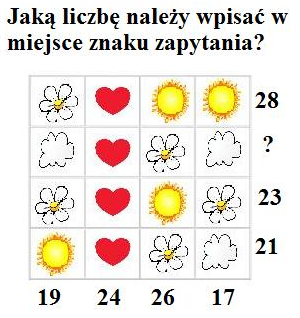 Jaką liczbę należy wpisać w
miejsce znaku zapytania?
28
?
23
21
19 24 26 17